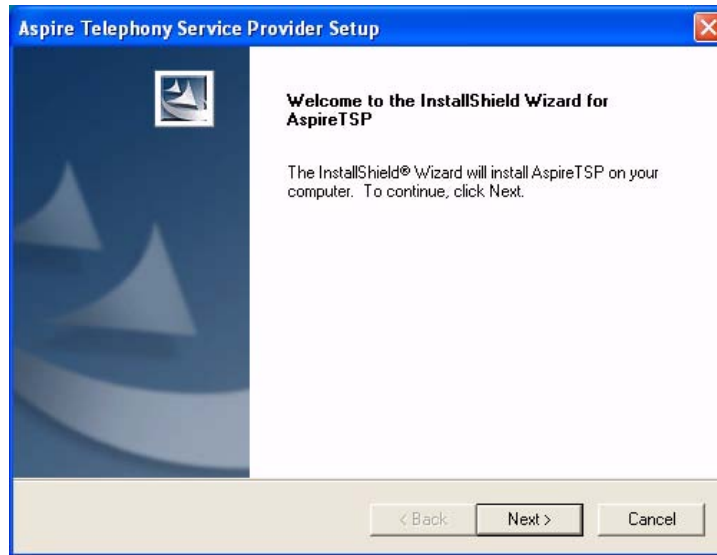 Aspire Telephony Service Provider Setup
Welcome to the InstallShield Wizard for
AspireTSP
The InstallShield® Wizard will install AspireTSP on your
computer. To continue, click Next.
< Back
Next >
Cancel